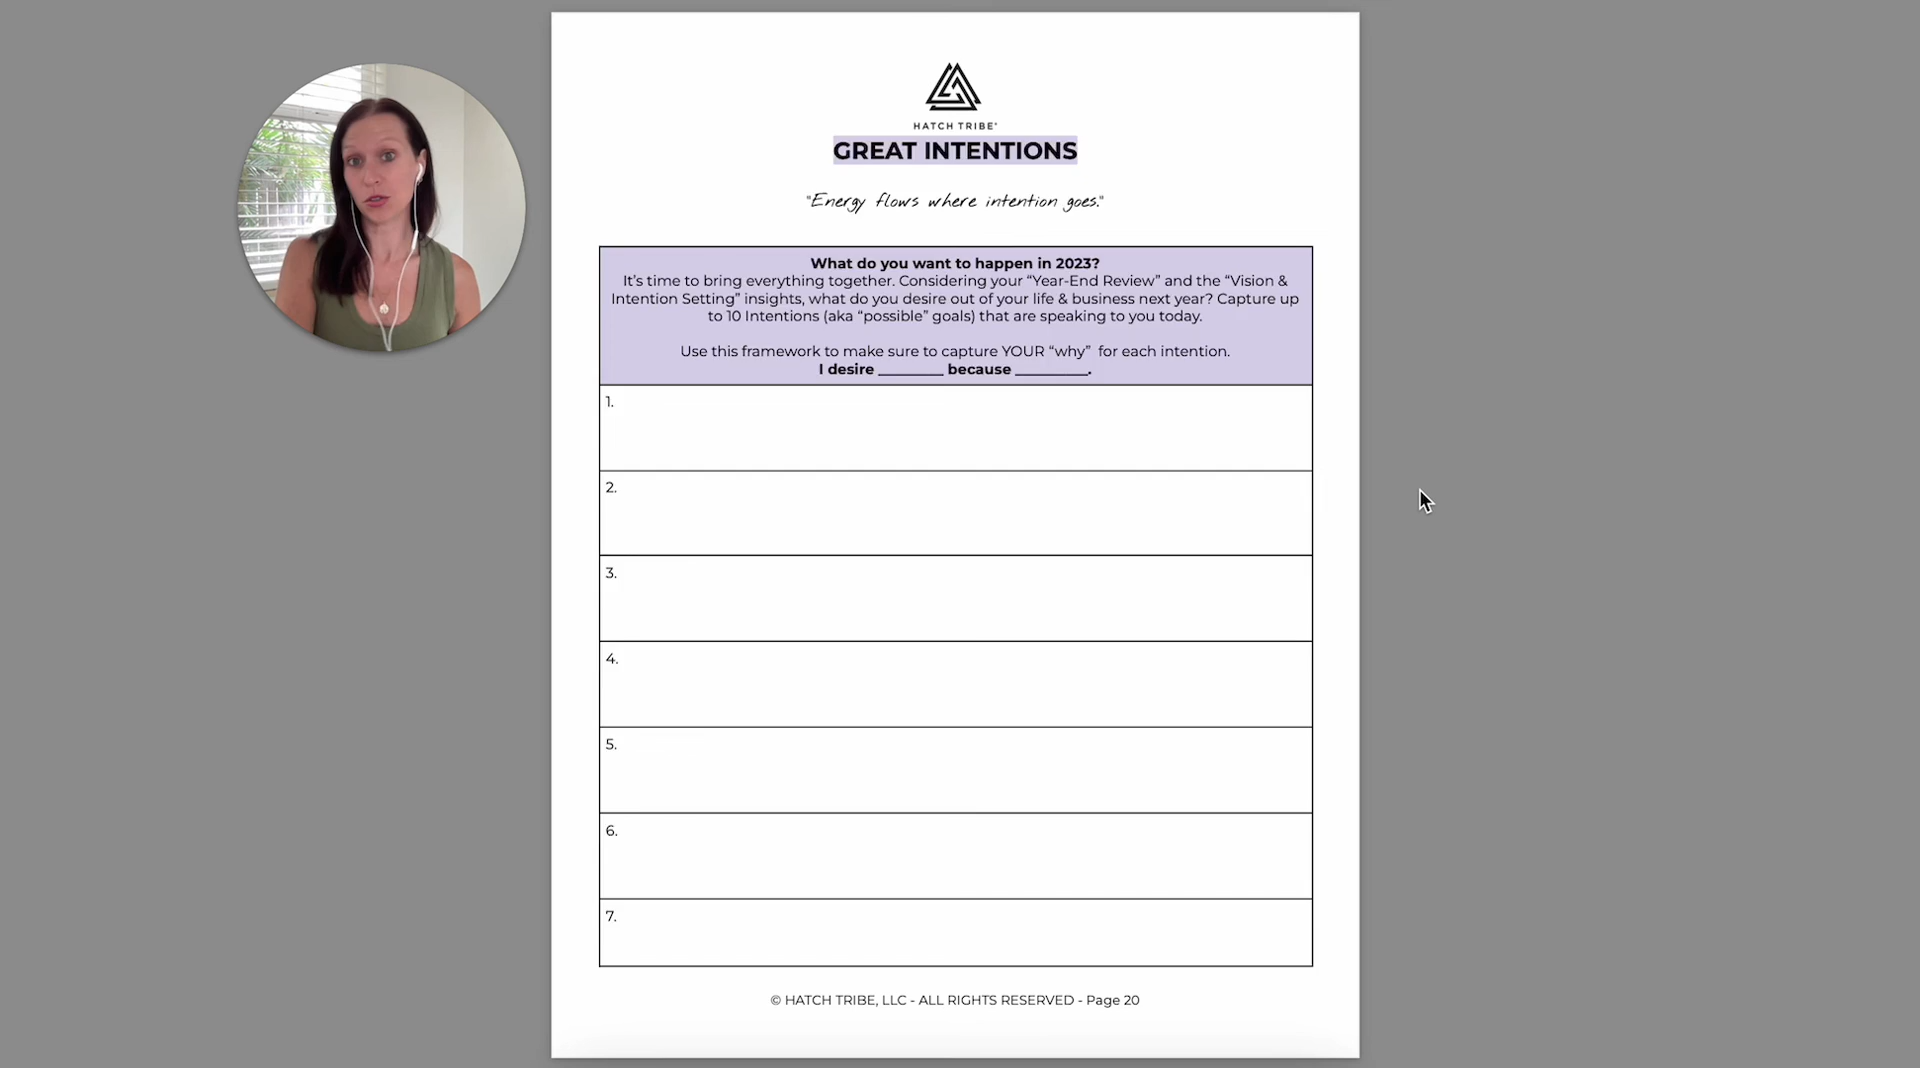 HATCH TRIBE®
GREAT INTENTIONS
"Energy flows where intention goes."
What do you want to happen in 2023?
It’s time to bring everything together. Considering your “Year-End Review” and the “Vision &
Intention Setting” insights, what do you desire out of your life & business next year? Capture up
to 10 Intentions (aka “possible” goals) that are speaking to you today.
Use this framework to make sure to capture YOUR “why”  for each intention.
I desire _________ because __________.
1.
2.
3.
4.
5.
6.
7.
© HATCH TRIBE, LLC - ALL RIGHTS RESERVED - Page 20